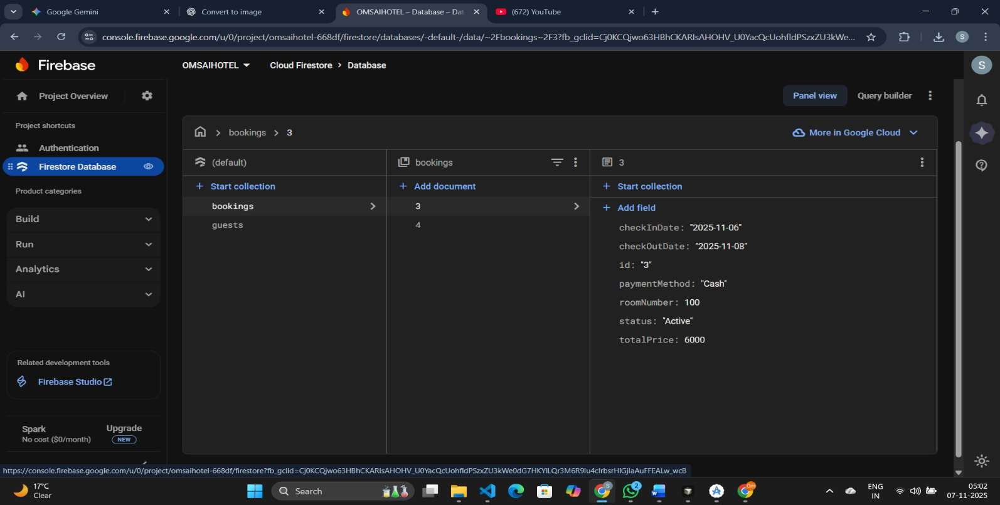 Google Gemini
Convert to image
OMSAIHOTEL – Database – Dat
(672) YouTube
console.firebase.google.com/u/0/project/omsaihotel-668df/firestore/databases/-default-/data/~2Fbookings~2F3?fb_gclid=Cj0KCQjwo63HBhCKARIsAHOHV_U0YacQcUohfldPSzxZU3kWe...
S
Firebase
OMSAIHOTEL
Cloud Firestore > Database
S
Project Overview
Panel view
Query builder
Project shortcuts
Authentication
Firestore Database
Product categories
Build
Run
Analytics
AI
Related development tools
Firebase Studio
Spark
No cost ($0/month)
Upgrade
NEW
bookings > 3
More in Google Cloud
(default)
+ Start collection
bookings
guests
bookings
+ Add document
3
4
3
+ Start collection
+ Add field
checkInDate: "2025-11-06"
checkOutDate: "2025-11-08"
id: "3"
paymentMethod: "Cash"
roomNumber: 100
status: "Active"
totalPrice: 6000
https://console.firebase.google.com/u/0/project/omsaihotel-668df/firestore?fb_gclid=Cj0KCQjwo63HBhCKARIsAHOHV_U0YacQcUohfldPSzxZU3kWe0dG7HKYILQr3M6R9Iu4clrbsrHIGjlaAuFFEALw_wcB
17°C
Clear
Search
S
2
Om
ENG
IN
05:02
07-11-2025